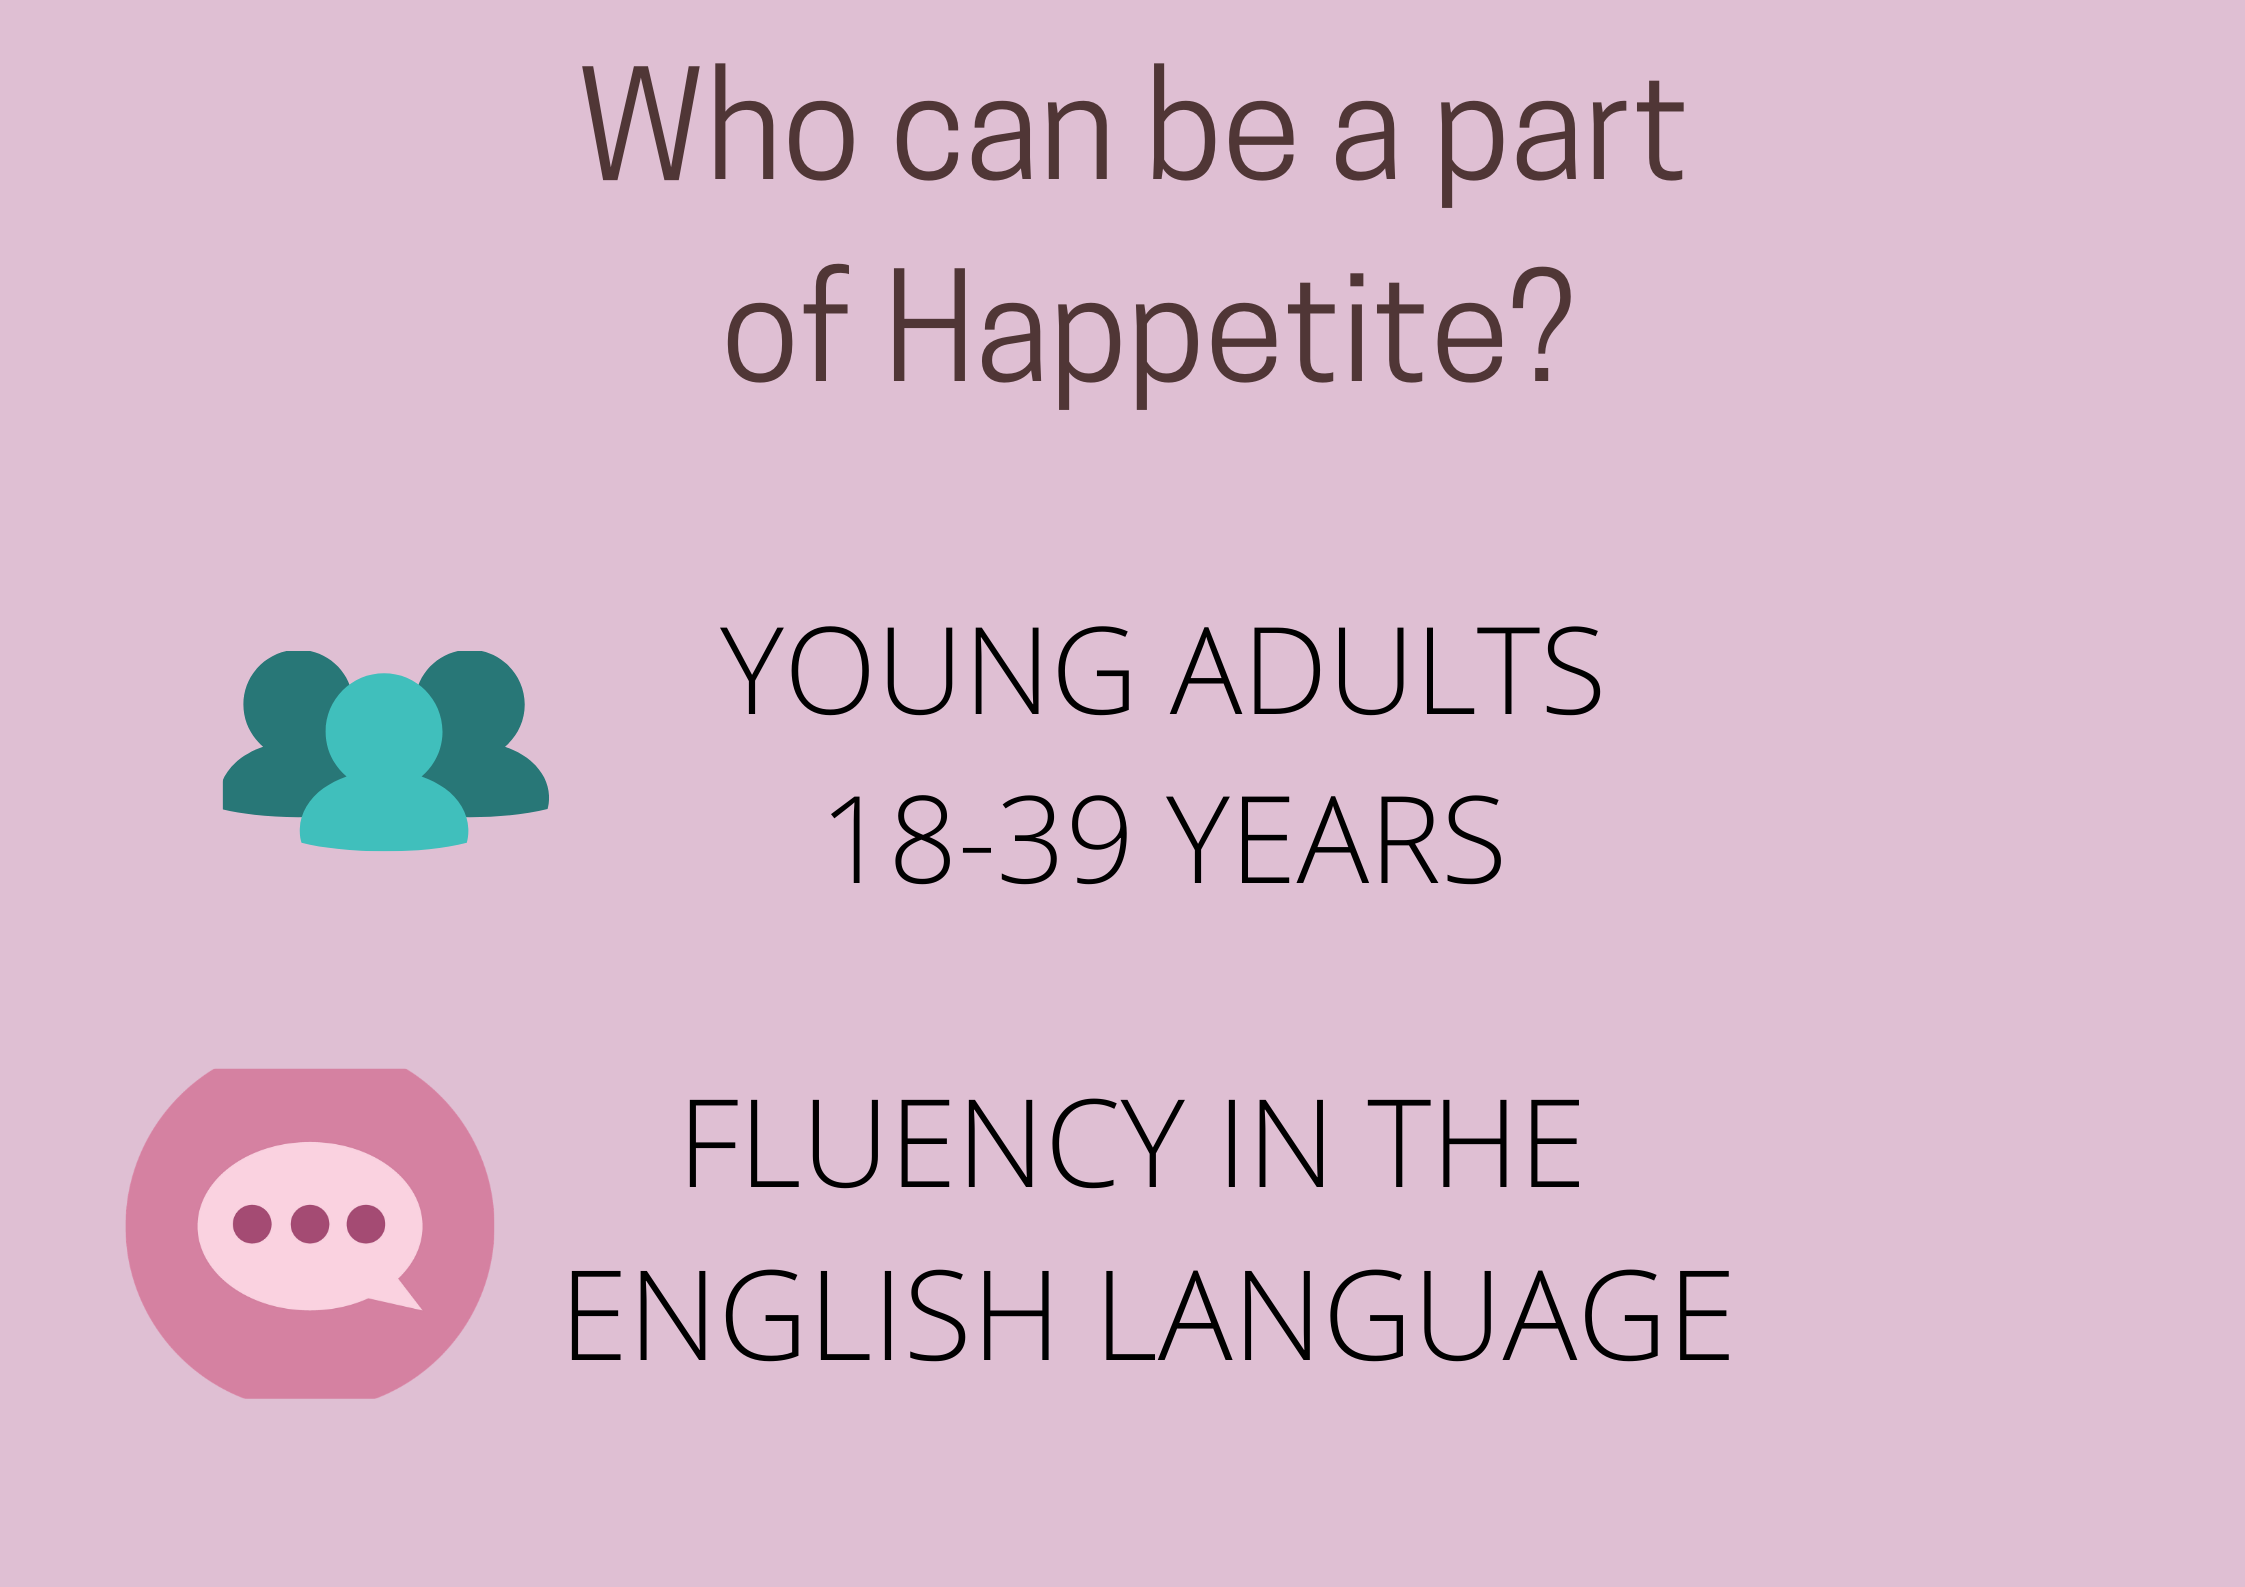 Who can be a part
of Happetite?
YOUNG ADULTS
18-39 YEARS
FLUENCY IN THE
ENGLISH LANGUAGE